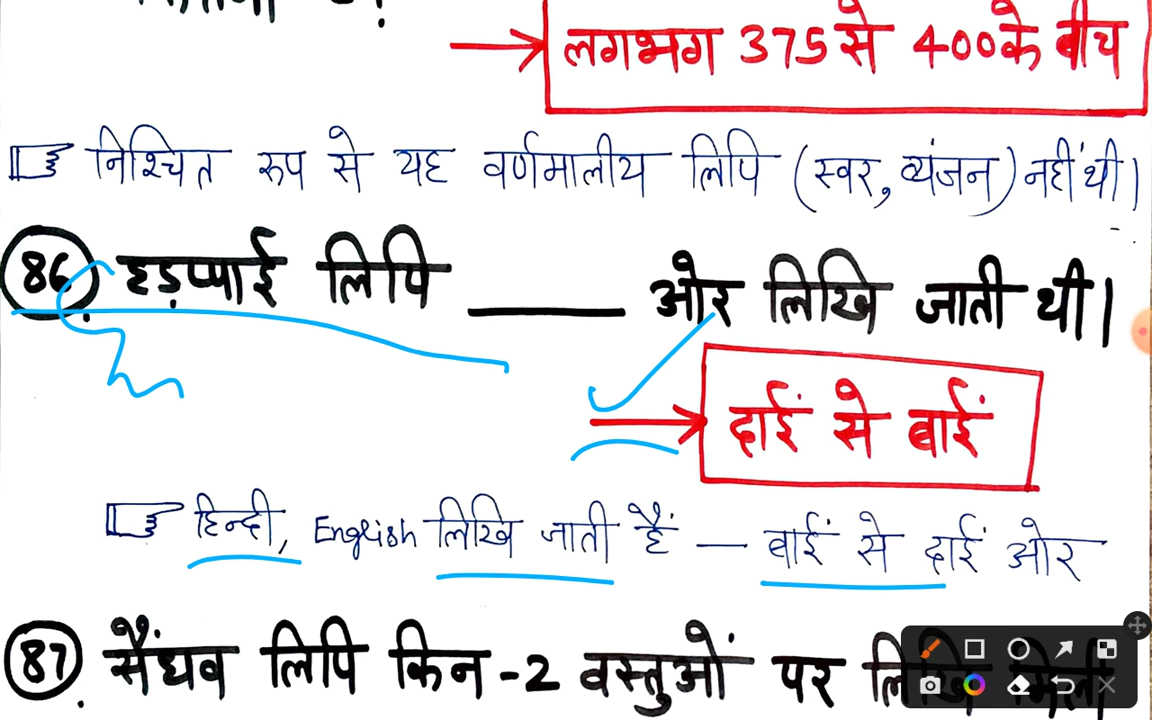 लगभग 375 से 400 के बीच
निश्चित रुप से यह वर्णमालीय लिपि (स्वर, व्यंजन) नहीं थी।
86. हड़प्पाई लिपि ______ ओर लिखि जाती थी।
दाईं से बाईं
हिन्दी, English लिखि जाती हैं — बाईं से दाईं ओर
87. सैंधव लिपि किन-2 वस्तुओं पर लिखि मिली